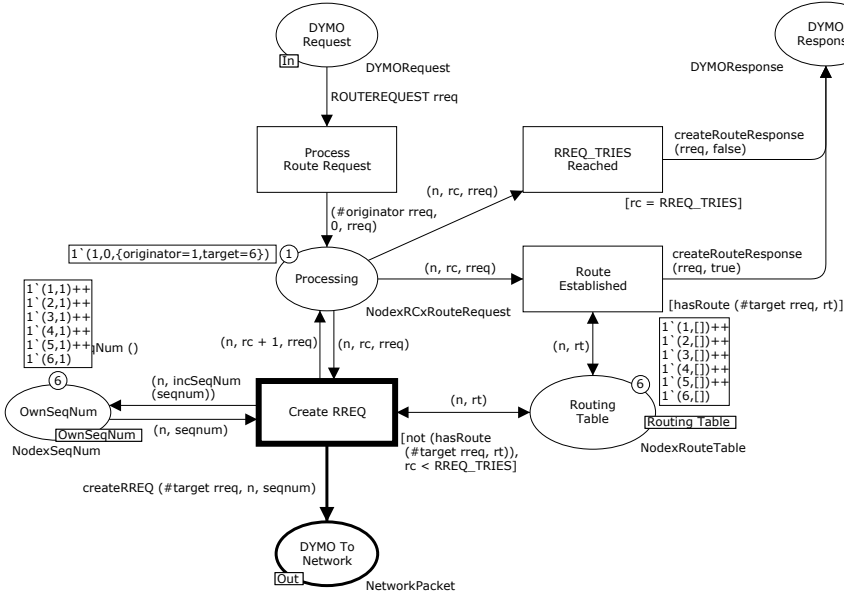 DYMO
Request
In
DYMORequest
DYMO
DYMOResponse
ROUTEREQUEST rreq
Process
Route Request
RREQ_TRIES
Reached
createRouteResponse
(rreq, false)
[rc = RREQ_TRIES]
(n, rc, rreq)
(#originator rreq,
0, rreq)
1`(1,0,{originator=1,target=6})
1
Processing
NodexRCxRouteRequest
(n, rc, rreq)
Route
Established
createRouteResponse
(rreq, true)
[hasRoute (#target rreq, rt)]
1`(1,1)++
1`(2,1)++
1`(3,1)++
1`(4,1)++
1`(5,1)++
1`(6,1)
qNum ()
(n, rc + 1, rreq)
(n, rc, rreq)
(n, rt)
1`(1,[])++
1`(2,[])++
1`(3,[])++
1`(4,[])++
1`(5,[])++
1`(6,[])
6
OwnSeqNum
OwnSeqNum
NodexSeqNum
(n, incSeqNum
(seqnum))
(n, seqnum)
Create RREQ
(n, rt)
[not (hasRoute
(#target rreq, rt)),
rc < RREQ_TRIES]
6
Routing
Table
Routing Table
NodexRouteTable
createRREQ (#target rreq, n, seqnum)
DYMO To
Network
Out
NetworkPacket